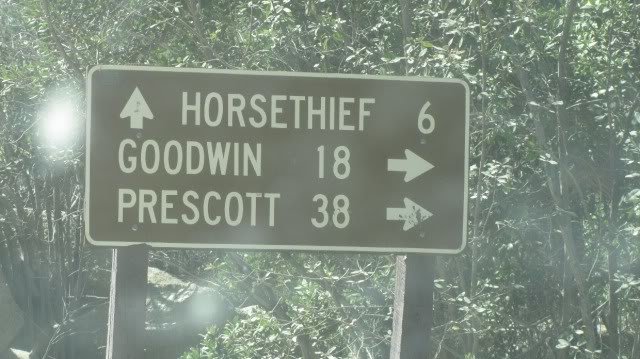 HORSETHIEF 6
GOODWIN 18
PRESCOTT 38